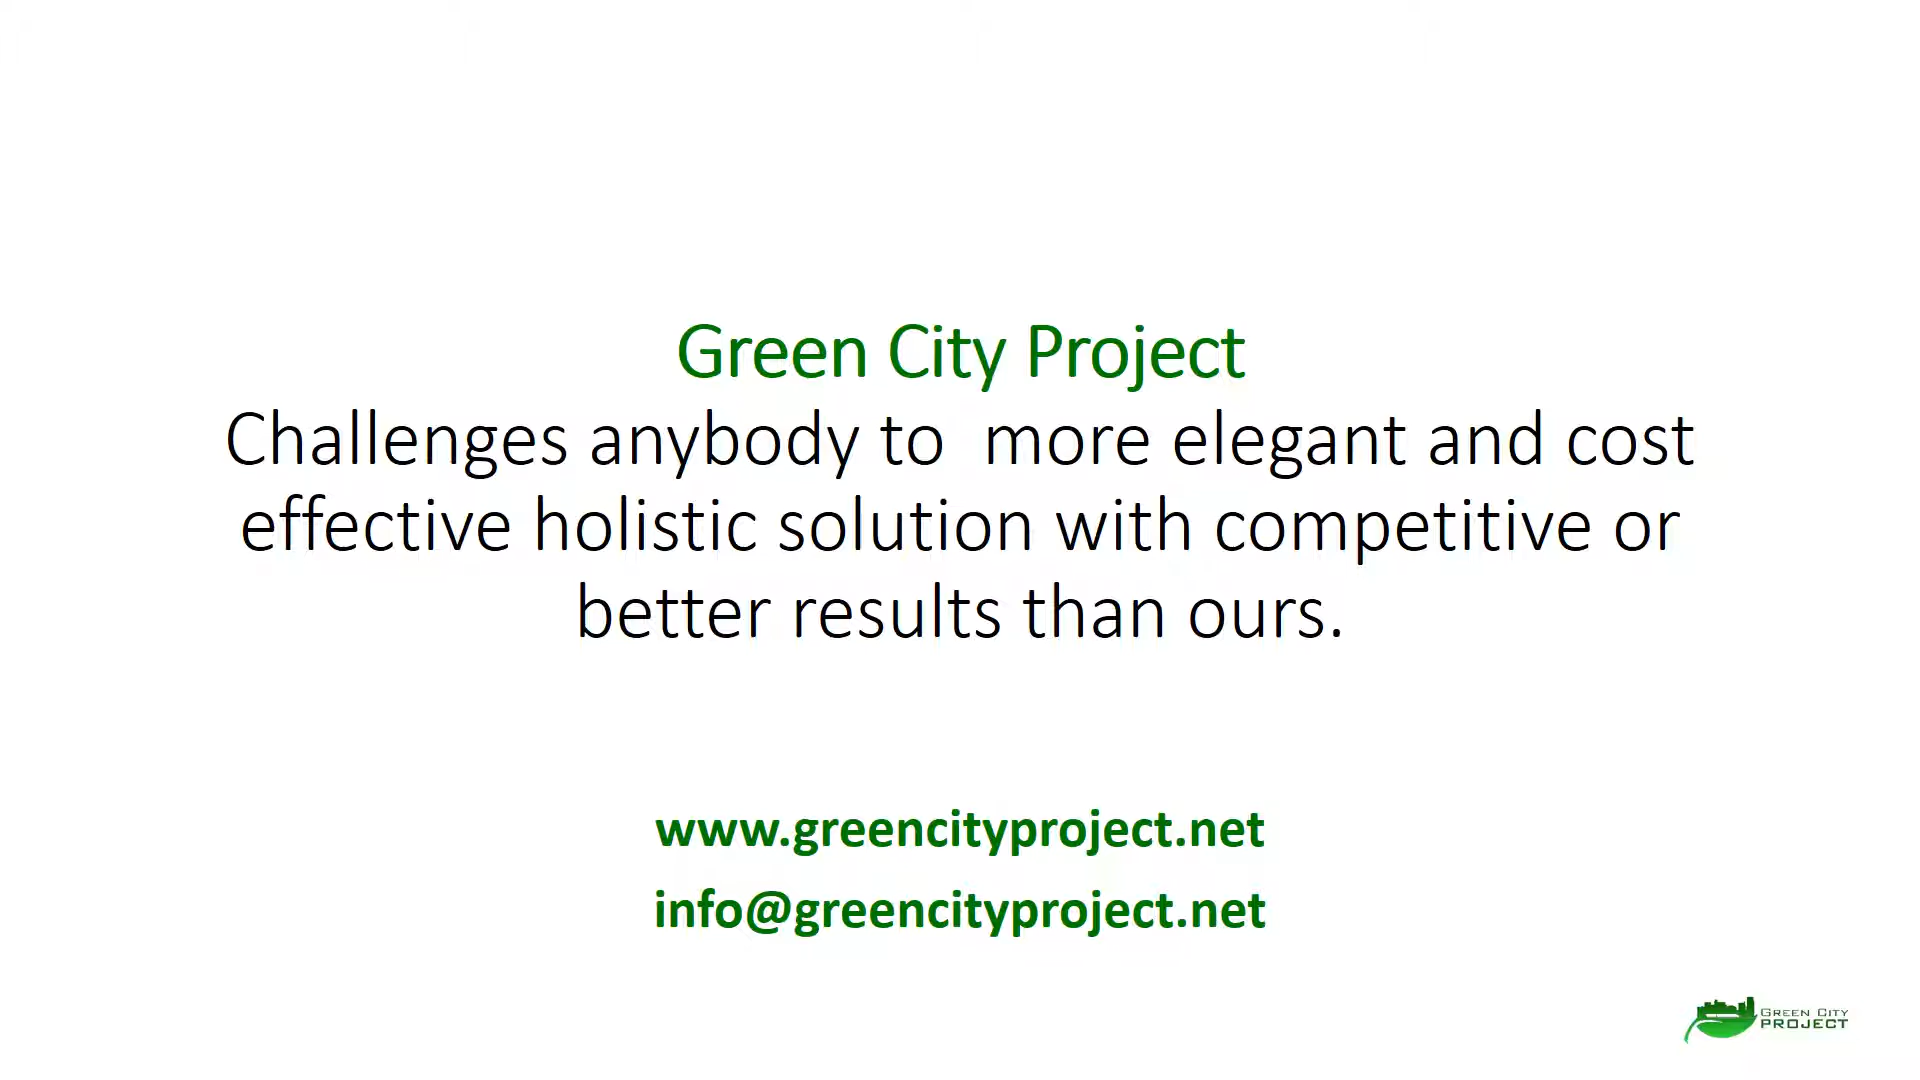 Green City Project
Challenges anybody to  more elegant and cost
effective holistic solution with competitive or
better results than ours.
www.greencityproject.net
info@greencityproject.net
GREEN CITY
PROJECT